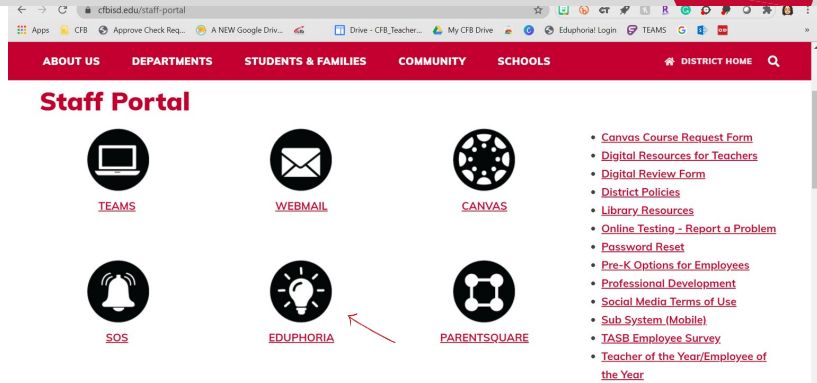 cfbisd.edu/staff-portal
Apps CFB Approve Check Req... A NEW Google Driv... Drive - CFB_Teacher... My CFB Drive Eduphoria! Login TEAMS
ABOUT US DEPARTMENTS STUDENTS & FAMILIES COMMUNITY SCHOOLS DISTRICT HOME
Staff Portal
TEAMS
WEBMAIL
CANVAS
SOS
EDUPHORIA
PARENTSQUARE
• Canvas Course Request Form
• Digital Resources for Teachers
• Digital Review Form
• District Policies
• Library Resources
• Online Testing - Report a Problem
• Password Reset
• Pre-K Options for Employees
• Professional Development
• Social Media Terms of Use
• Sub System (Mobile)
• TASB Employee Survey
• Teacher of the Year/Employee of
the Year